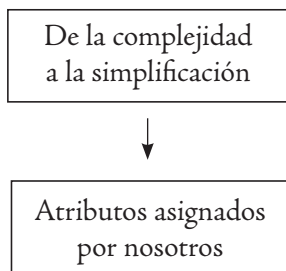 De la complejidad
a la simplificación
Atributos asignados
por nosotros